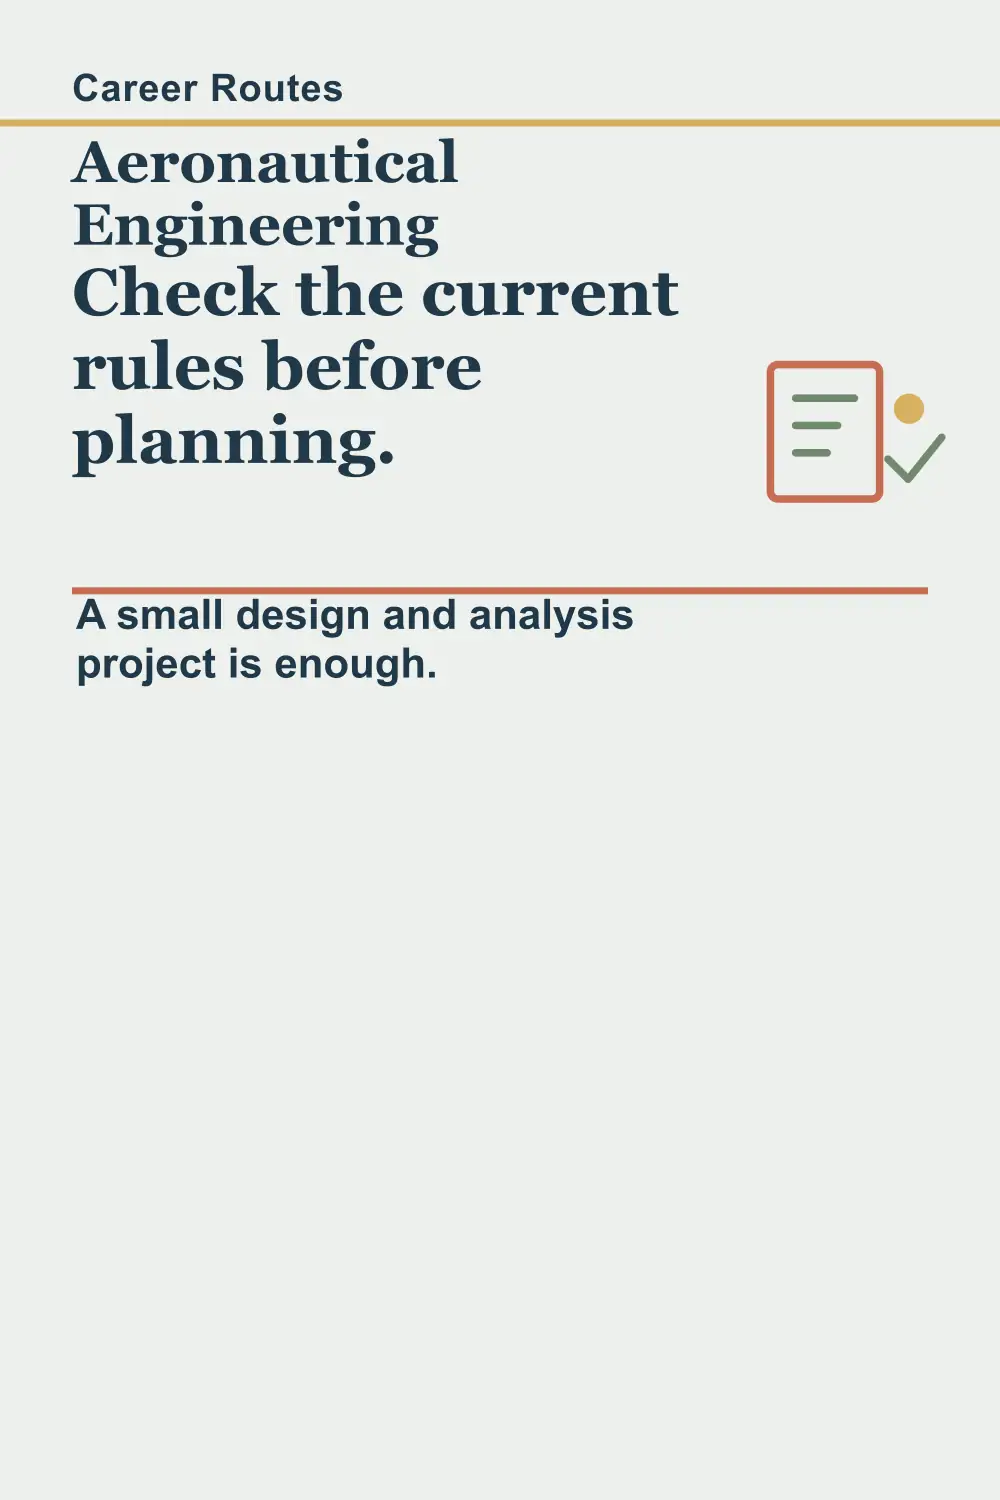 Career Routes
Aeronautical
Engineering
Check the current
rules before
planning.
A small design and analysis
project is enough.